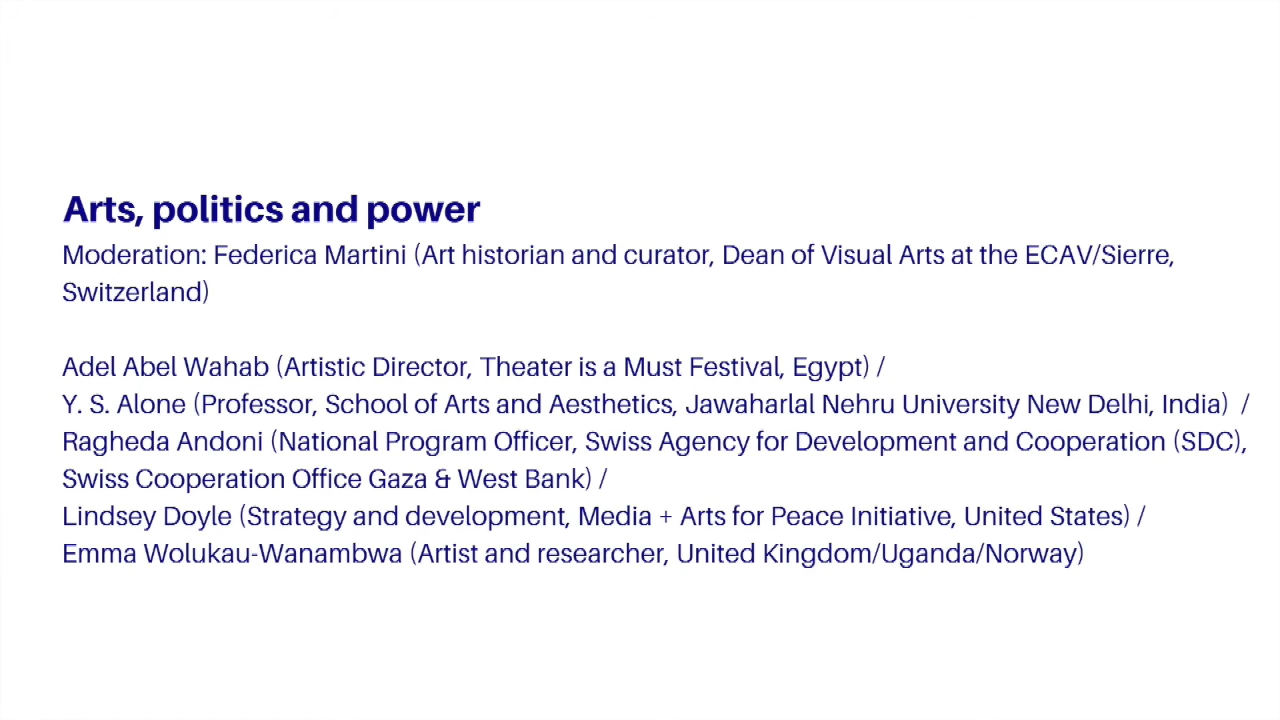 Arts, politics and power
Moderation: Federica Martini (Art historian and curator, Dean of Visual Arts at the ECAV/Sierre,
Switzerland)
Adel Abel Wahab (Artistic Director, Theater is a Must Festival, Egypt) /
Y. S. Alone (Professor, School of Arts and Aesthetics, Jawaharlal Nehru University New Delhi, India) /
Ragheda Andoni (National Program Officer, Swiss Agency for Development and Cooperation (SDC),
Swiss Cooperation Office Gaza & West Bank) /
Lindsey Doyle (Strategy and development, Media + Arts for Peace Initiative, United States) /
Emma Wolukau-Wanambwa (Artist and researcher, United Kingdom/Uganda/Norway)